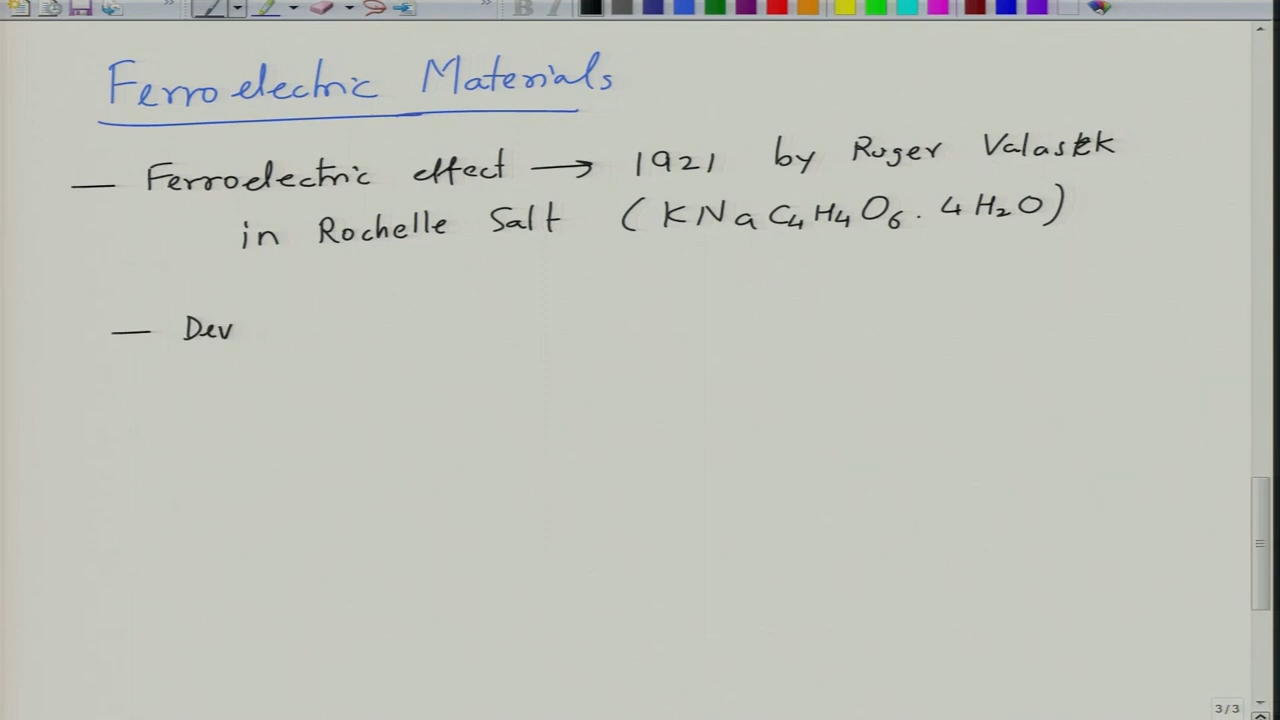 Ferroelectric Materials
— Ferroelectric effect → 1921 by Ruger Valasek
in Rochelle Salt (KNaC₄H₄O₆. 4H₂O)
— Dev
3/3